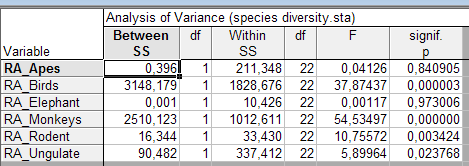 Analysis of Variance (species diversity.sta)
Variable Between SS df Within SS df F signif. p
RA_Apes 0,396 1 211,348 22 0,04126 0,840905
RA_Birds 3148,179 1 1828,676 22 37,87437 0,000003
RA_Elephant 0,001 1 10,426 22 0,00117 0,973006
RA_Monkeys 2510,123 1 1012,611 22 54,53497 0,000000
RA_Rodent 16,344 1 33,430 22 10,75572 0,003424
RA_Ungulate 90,482 1 337,412 22 5,89964 0,023768